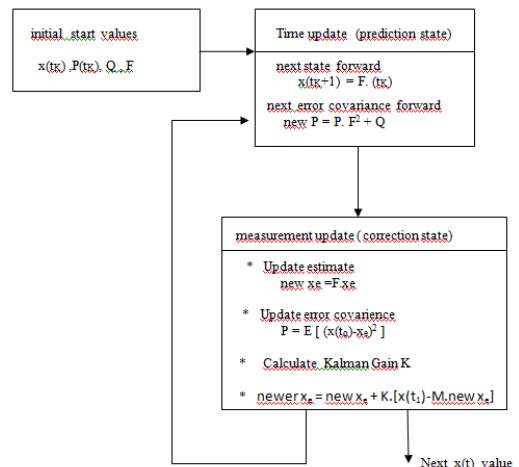 initial start values
x(tK) ,P(tK), Q ,F
Time update (prediction state)
next state forward
x(tK+1) = F. (tK)
next error covariance forward
new P = P. F² + Q
measurement update ( correction state)
* Update estimate
new xe =F.xe
* Update error covarience
P = E [ (x(t₀)-xₑ)² ]
* Calculate Kalman Gain K
* newer xₑ = new xₑ + K.[x(t₁)-M.new xₑ]
Next x(t) value